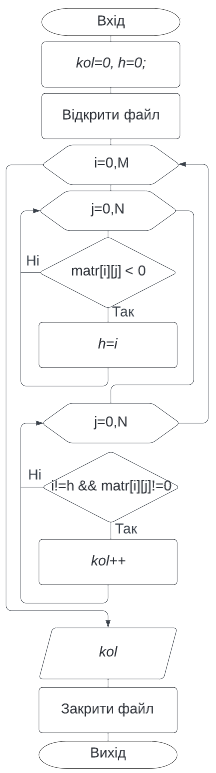 Вхід
kol=0, h=0;
Відкрити файл
i=0,M
j=0,N
Ні
matr[i][j] < 0
Так
h=i
j=0,N
Ні
i!=h && matr[i][j]!=0
Так
kol++
kol
Закрити файл
Вихід